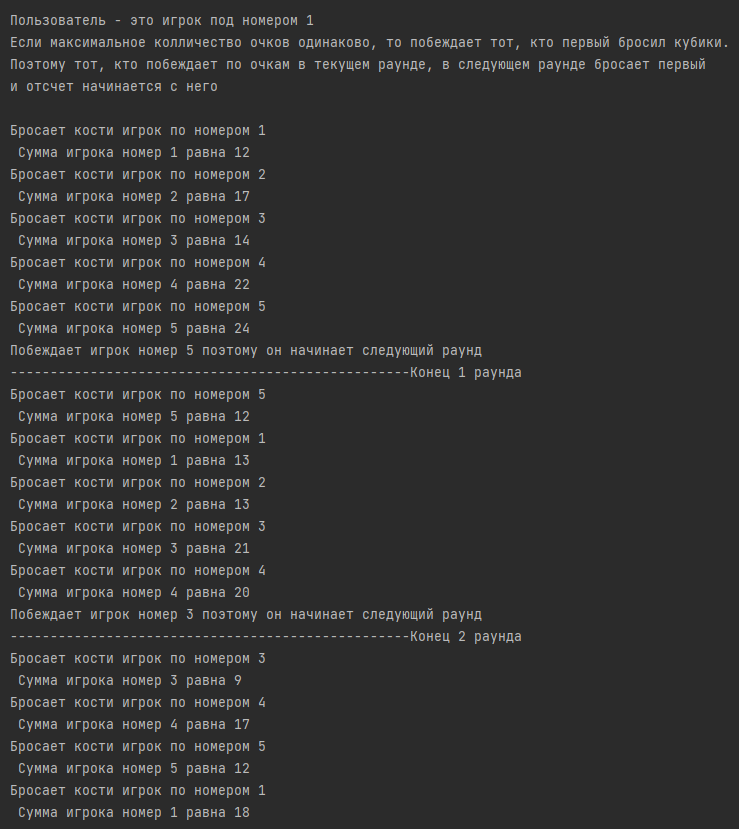 Пользователь - это игрок под номером 1
Если максимальное колличество очков одинаково, то побеждает тот, кто первый бросил кубики.
Поэтому тот, кто побеждает по очкам в текущем раунде, в следующем раунде бросает первый
и отсчет начинается с него
Бросает кости игрок по номером 1
Сумма игрока номер 1 равна 12
Бросает кости игрок по номером 2
Сумма игрока номер 2 равна 17
Бросает кости игрок по номером 3
Сумма игрока номер 3 равна 14
Бросает кости игрок по номером 4
Сумма игрока номер 4 равна 22
Бросает кости игрок по номером 5
Сумма игрока номер 5 равна 24
Побеждает игрок номер 5 поэтому он начинает следующий раунд
--------------------------------------------------Конец 1 раунда
Бросает кости игрок по номером 5
Сумма игрока номер 5 равна 12
Бросает кости игрок по номером 1
Сумма игрока номер 1 равна 13
Бросает кости игрок по номером 2
Сумма игрока номер 2 равна 13
Бросает кости игрок по номером 3
Сумма игрока номер 3 равна 21
Бросает кости игрок по номером 4
Сумма игрока номер 4 равна 20
Побеждает игрок номер 3 поэтому он начинает следующий раунд
--------------------------------------------------Конец 2 раунда
Бросает кости игрок по номером 3
Сумма игрока номер 3 равна 9
Бросает кости игрок по номером 4
Сумма игрока номер 4 равна 17
Бросает кости игрок по номером 5
Сумма игрока номер 5 равна 12
Бросает кости игрок по номером 1
Сумма игрока номер 1 равна 18